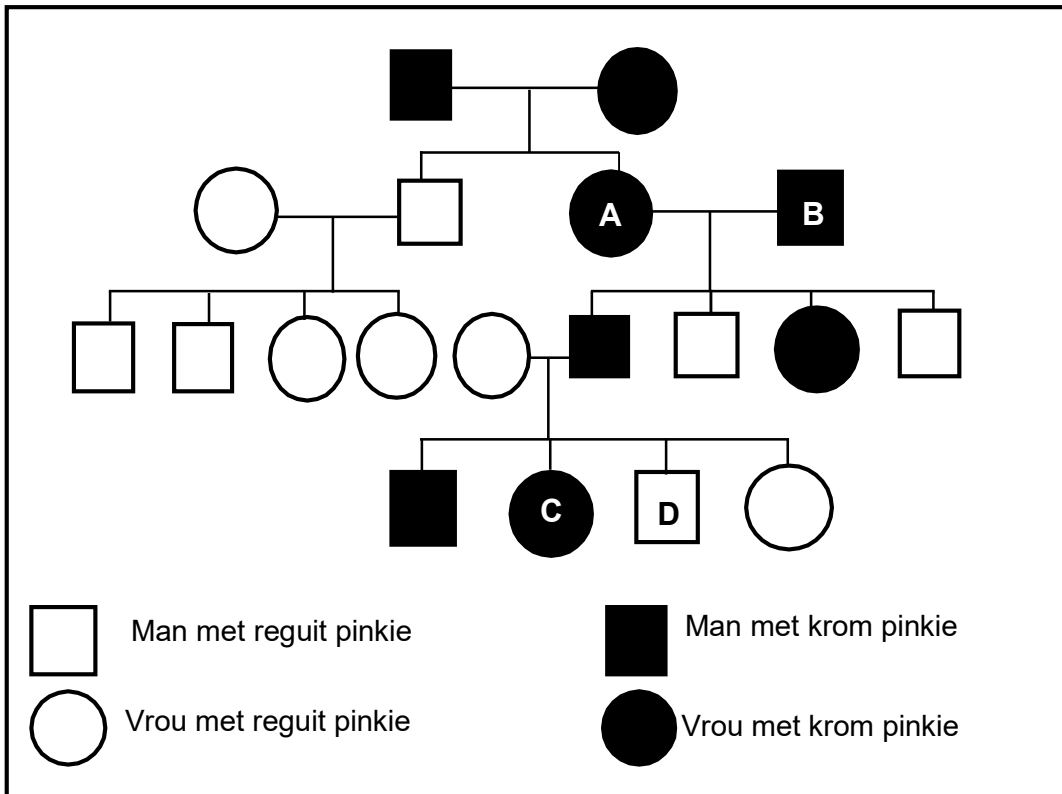 A
B
C
D
Man met reguit pinkie
Man met krom pinkie
Vrou met reguit pinkie
Vrou met krom pinkie